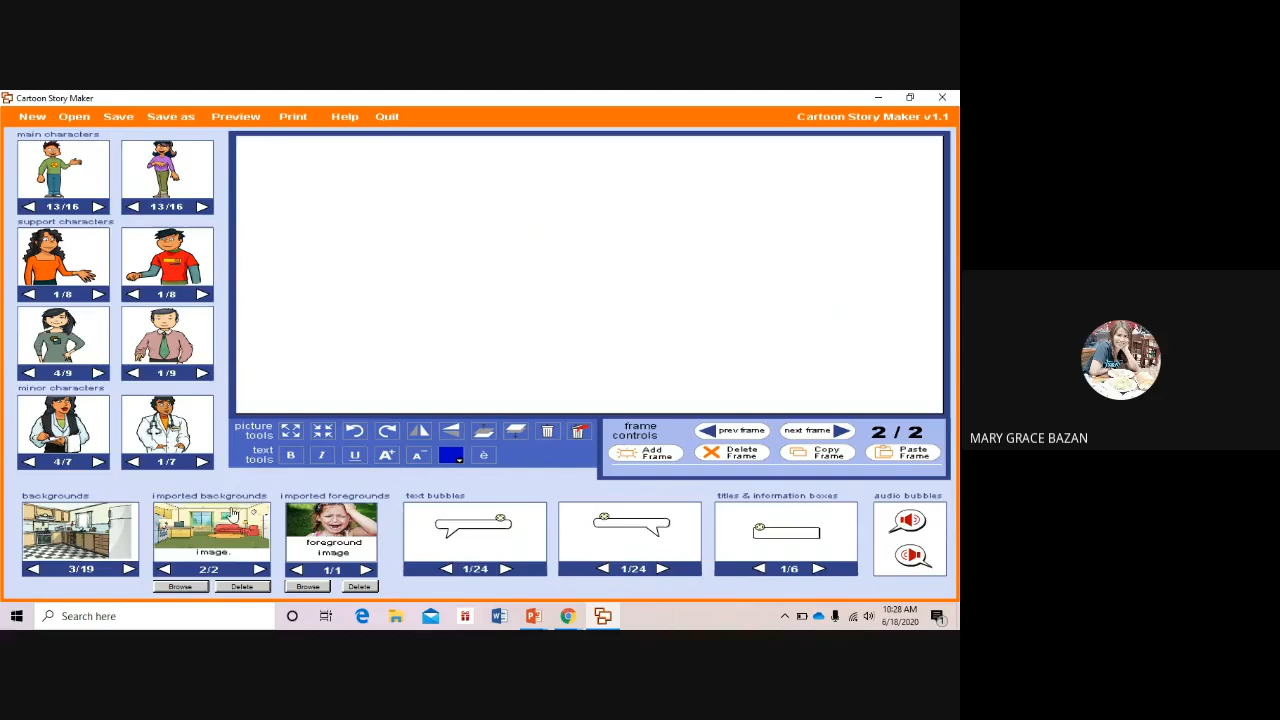 Cartoon Story Maker
New Open Save Save as Preview Print Help Quit Cartoon Story Maker v1.1
main characters
13/16 13/16
support characters
1/8 1/8
4/9 1/9
minor characters
4/7 1/7
picture tools
text tools
B I U A+ A- è
frame controls
prev frame next frame 2 / 2
Add Frame Delete Frame Copy Frame Paste Frame
backgrounds imported backgrounds imported foregrounds text bubbles titles & information boxes audio bubbles
image.
foreground
image
3/19 2/2 1/1 1/24 1/24 1/6
Browse Delete Browse Delete
MARY GRACE BAZAN
Search here
10:28 AM
6/18/2020